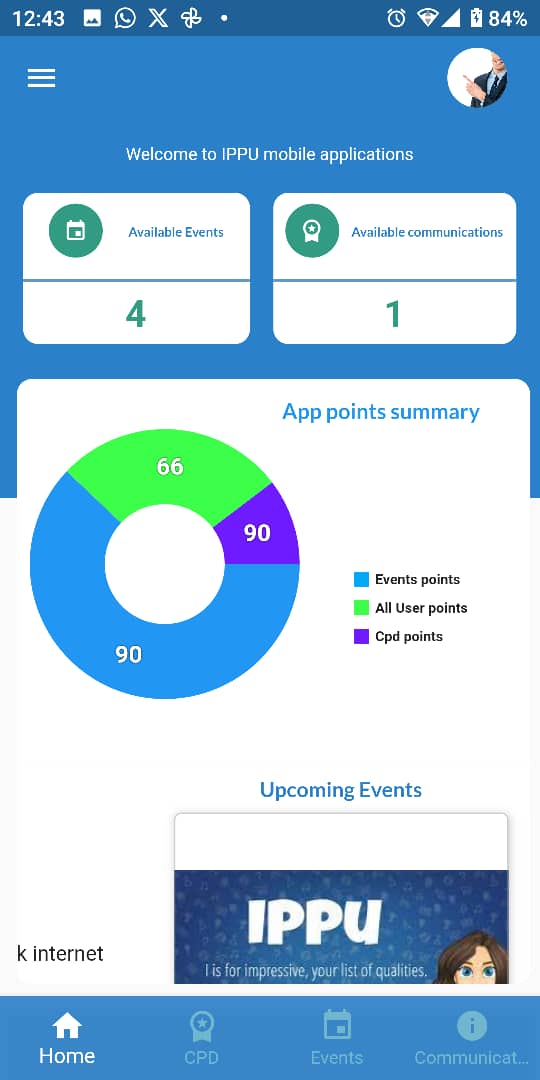 12:43
84%
Welcome to IPPU mobile applications
Available Events
Available communications
4
1
App points summary
66
90
90
Events points
All User points
Cpd points
Upcoming Events
IPPU
I is for impressive, your list of qualities.
k internet
Home
CPD
Events
Communicat...